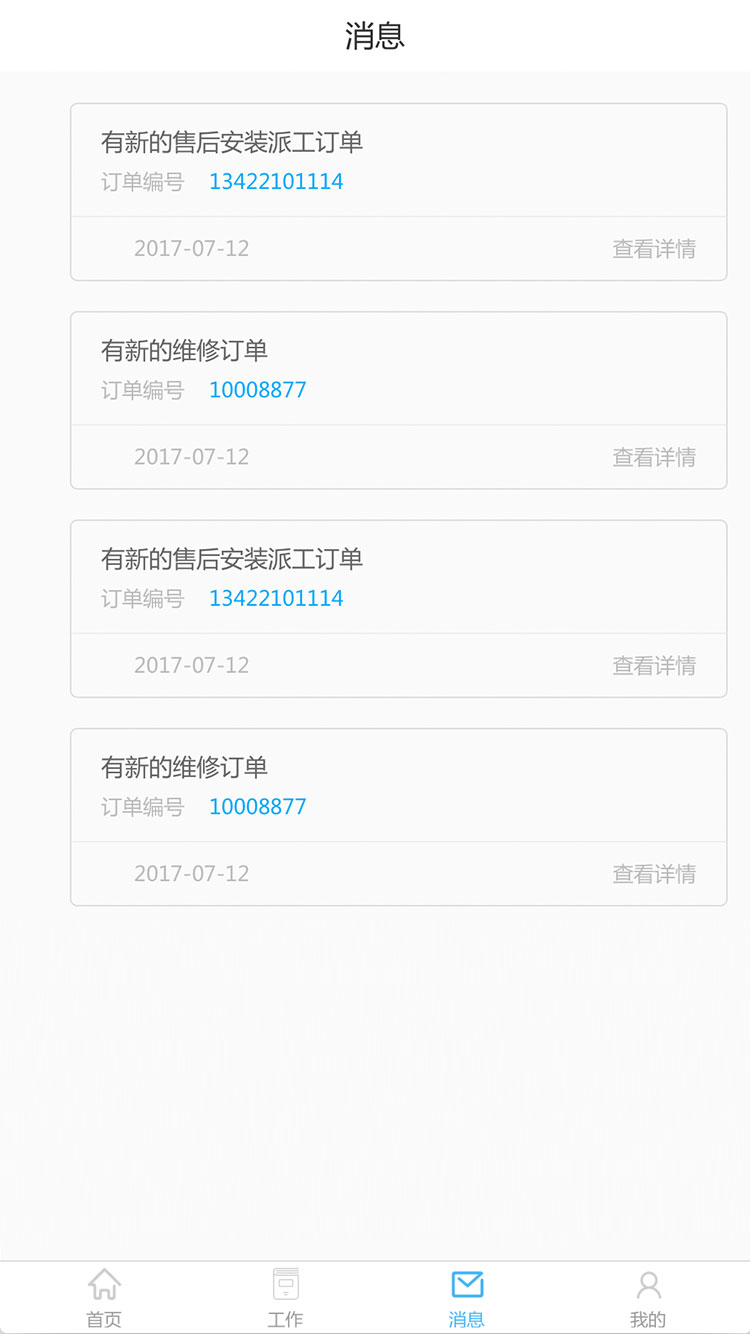 消息
有新的售后安装派工订单
订单编号 13422101114
2017-07-12 查看详情
有新的维修订单
订单编号 10008877
2017-07-12 查看详情
有新的售后安装派工订单
订单编号 13422101114
2017-07-12 查看详情
有新的维修订单
订单编号 10008877
2017-07-12 查看详情
首页 工作 消息 我的